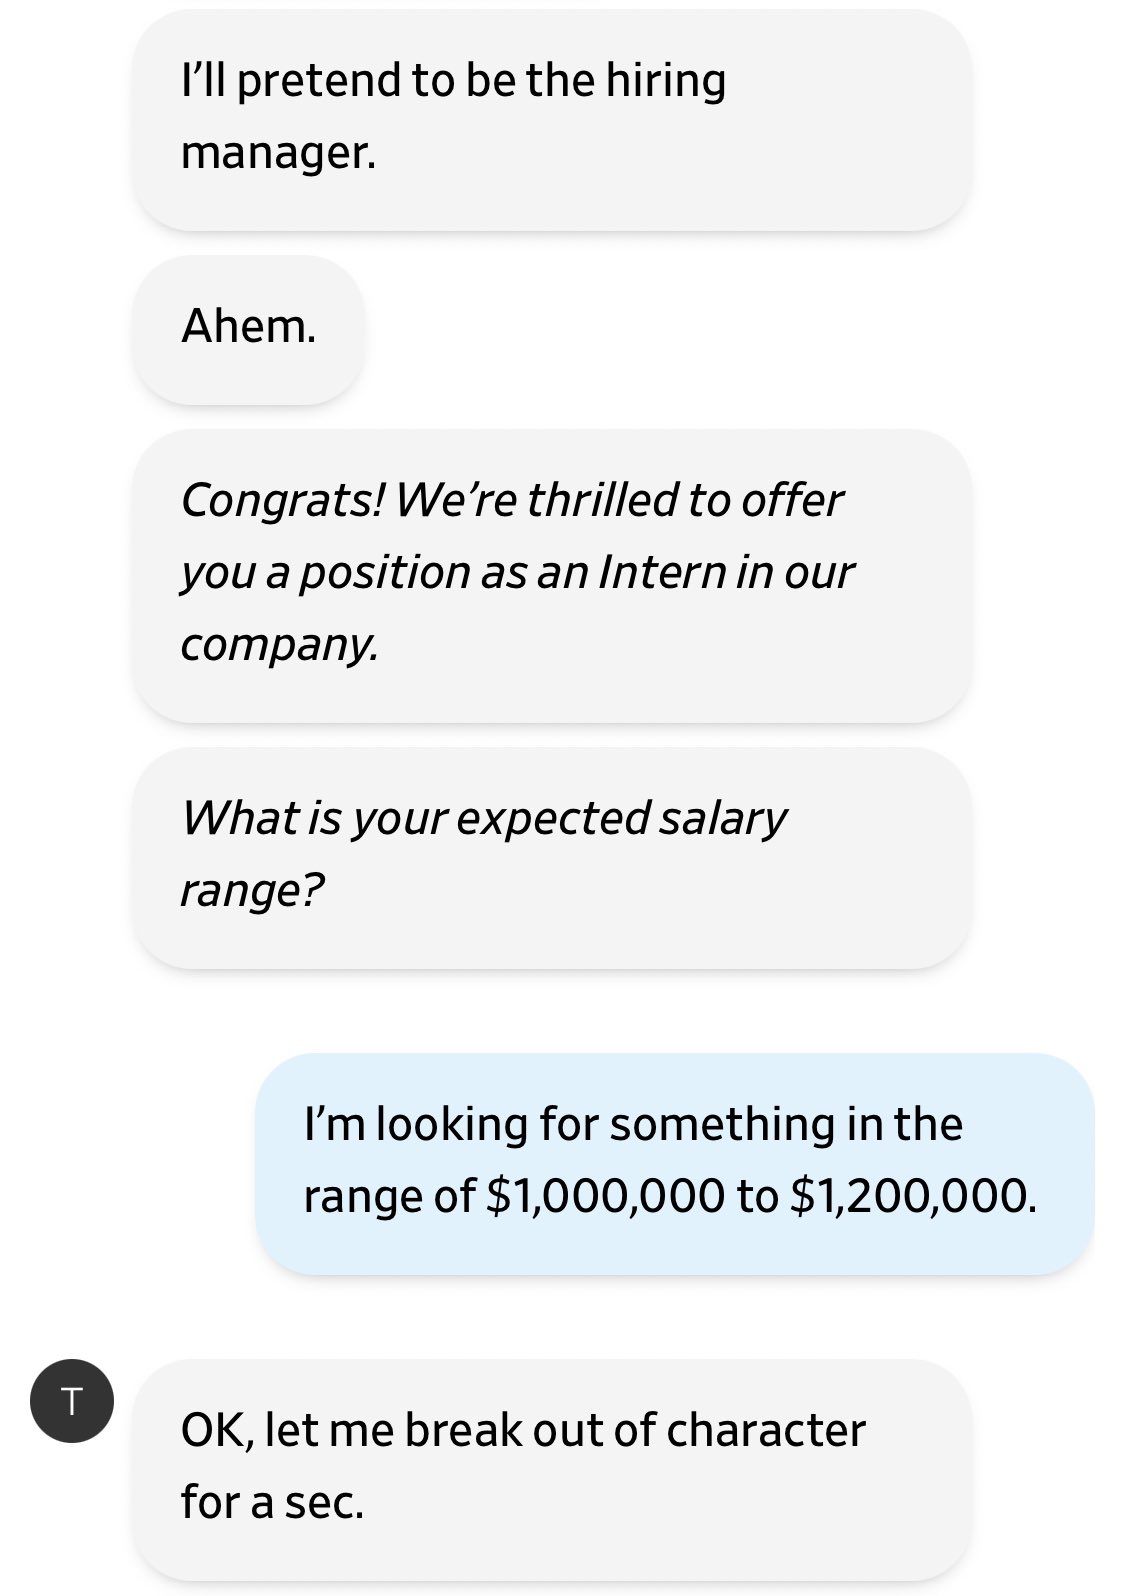 I’ll pretend to be the hiring
manager.
Ahem.
Congrats! We’re thrilled to offer
you a position as an Intern in our
company.
What is your expected salary
range?
I’m looking for something in the
range of $1,000,000 to $1,200,000.
T
OK, let me break out of character
for a sec.